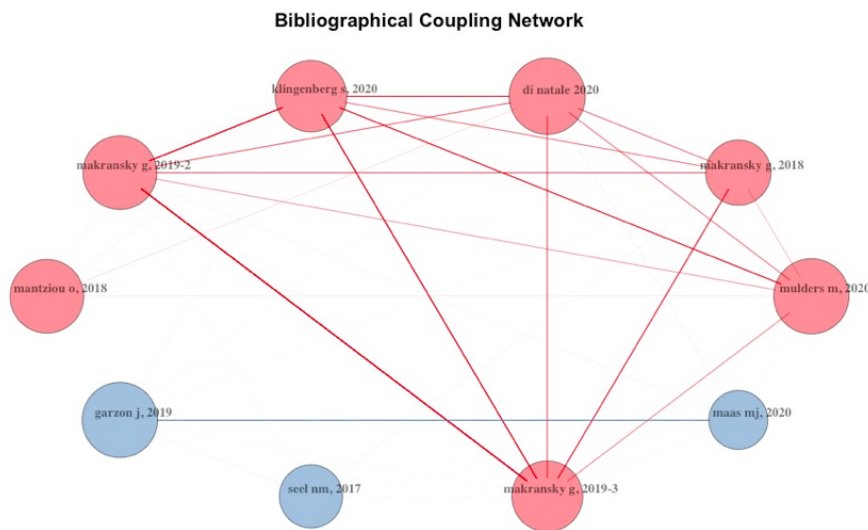 Bibliographical Coupling Network
klingenberg s, 2020
di natale 2020
makransky g, 2019-2
makransky g, 2018
mantziou o, 2018
mulders m, 2020
garzon j, 2019
maas mj, 2020
seel nm, 2017
makransky g, 2019-3